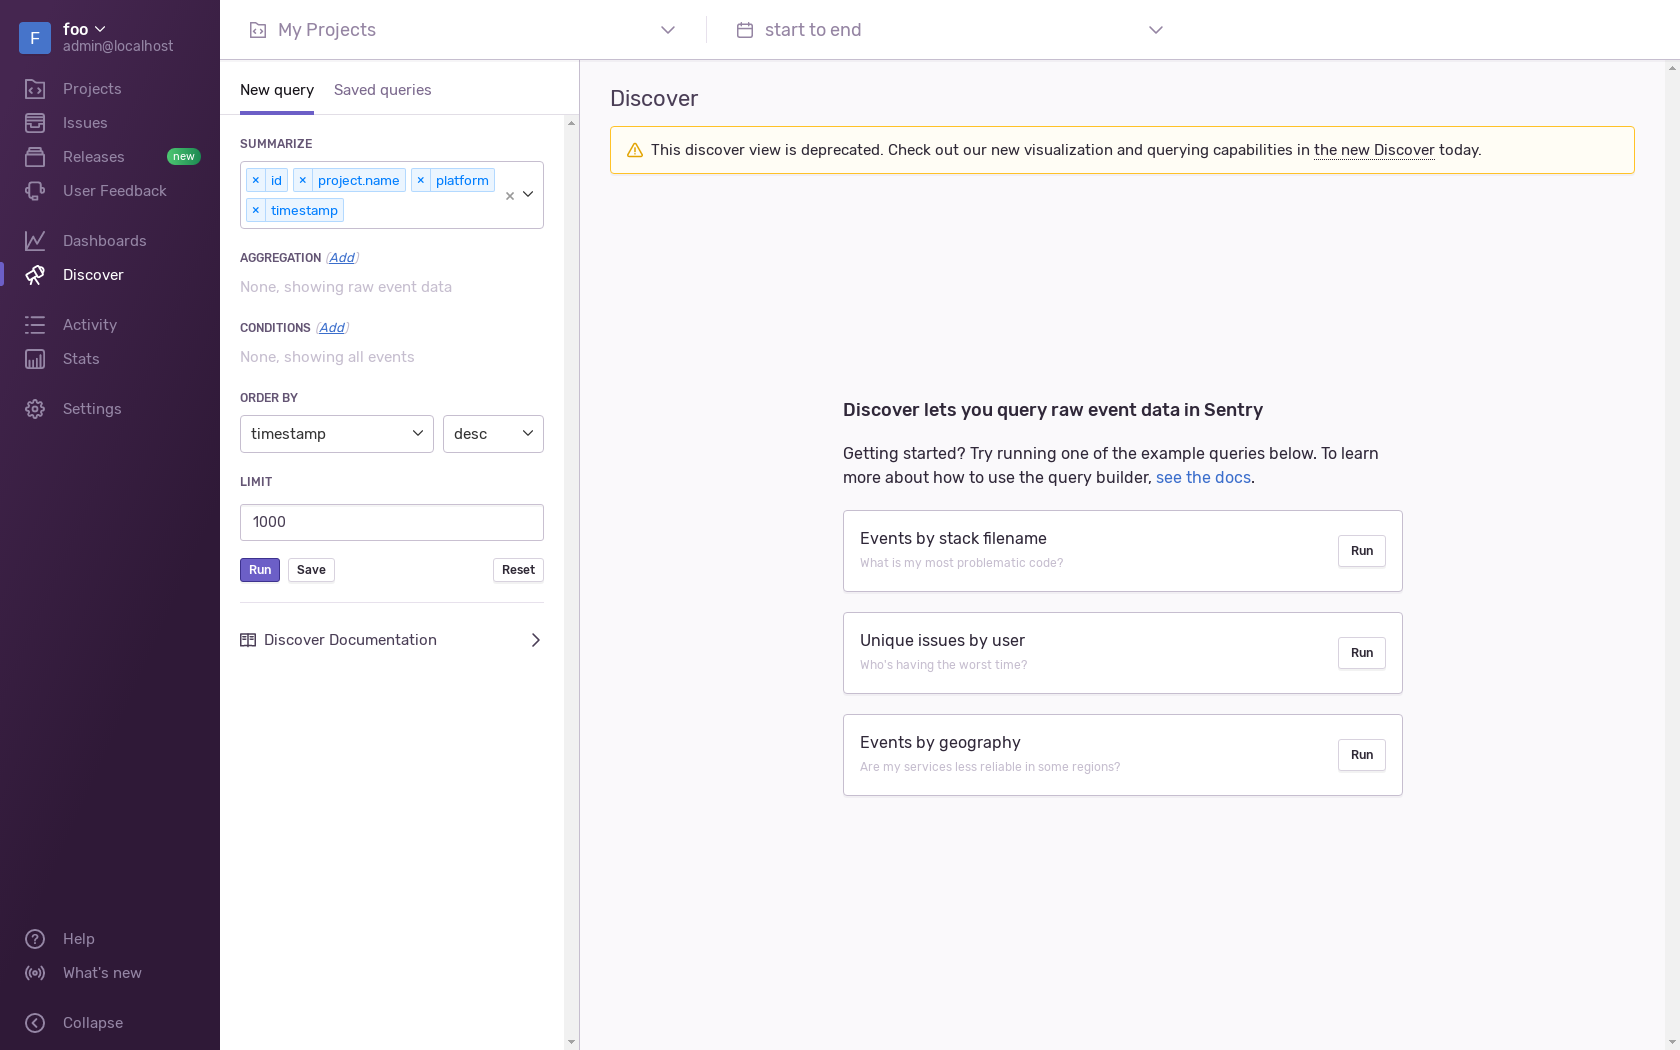 F
foo
admin@localhost
Projects
Issues
Releases
new
User Feedback
Dashboards
Discover
Activity
Stats
Settings
Help
What's new
Collapse
My Projects
start to end
New query
Saved queries
SUMMARIZE
× id × project.name × platform
× timestamp
×
AGGREGATION (Add)
None, showing raw event data
CONDITIONS (Add)
None, showing all events
ORDER BY
timestamp
desc
LIMIT
1000
Run
Save
Reset
Discover Documentation
Discover
This discover view is deprecated. Check out our new visualization and querying capabilities in the new Discover today.
Discover lets you query raw event data in Sentry
Getting started? Try running one of the example queries below. To learn
more about how to use the query builder, see the docs.
Events by stack filename
What is my most problematic code?
Run
Unique issues by user
Who's having the worst time?
Run
Events by geography
Are my services less reliable in some regions?
Run